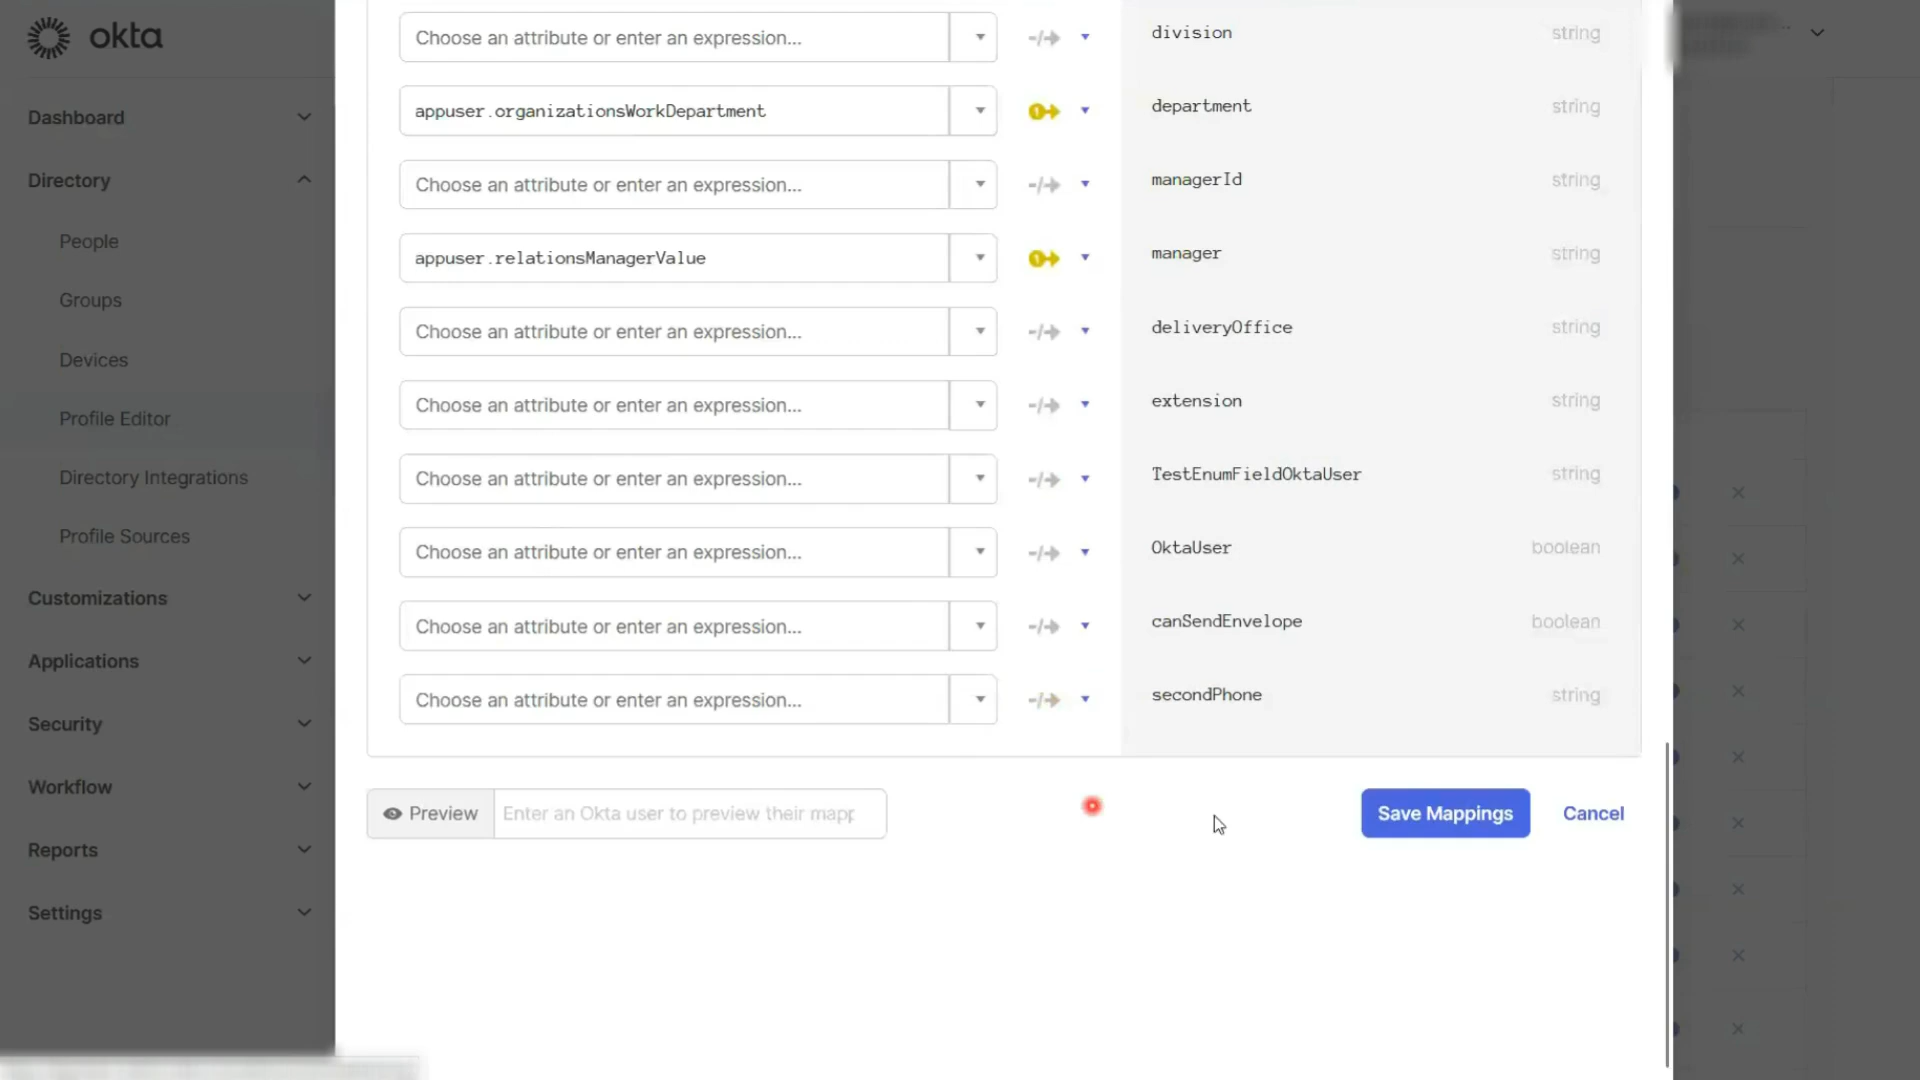 okta
Dashboard
Directory
People
Groups
Devices
Profile Editor
Directory Integrations
Profile Sources
Customizations
Applications
Security
Workflow
Reports
Settings
Choose an attribute or enter an expression... division string
appuser.organizationsWorkDepartment department string
Choose an attribute or enter an expression... managerId string
appuser.relationsManagerValue manager string
Choose an attribute or enter an expression... deliveryOffice string
Choose an attribute or enter an expression... extension string
Choose an attribute or enter an expression... TestEnumFieldOktaUser string
Choose an attribute or enter an expression... OktaUser boolean
Choose an attribute or enter an expression... canSendEnvelope boolean
Choose an attribute or enter an expression... secondPhone string
Preview Enter an Okta user to preview their mapp Save Mappings Cancel